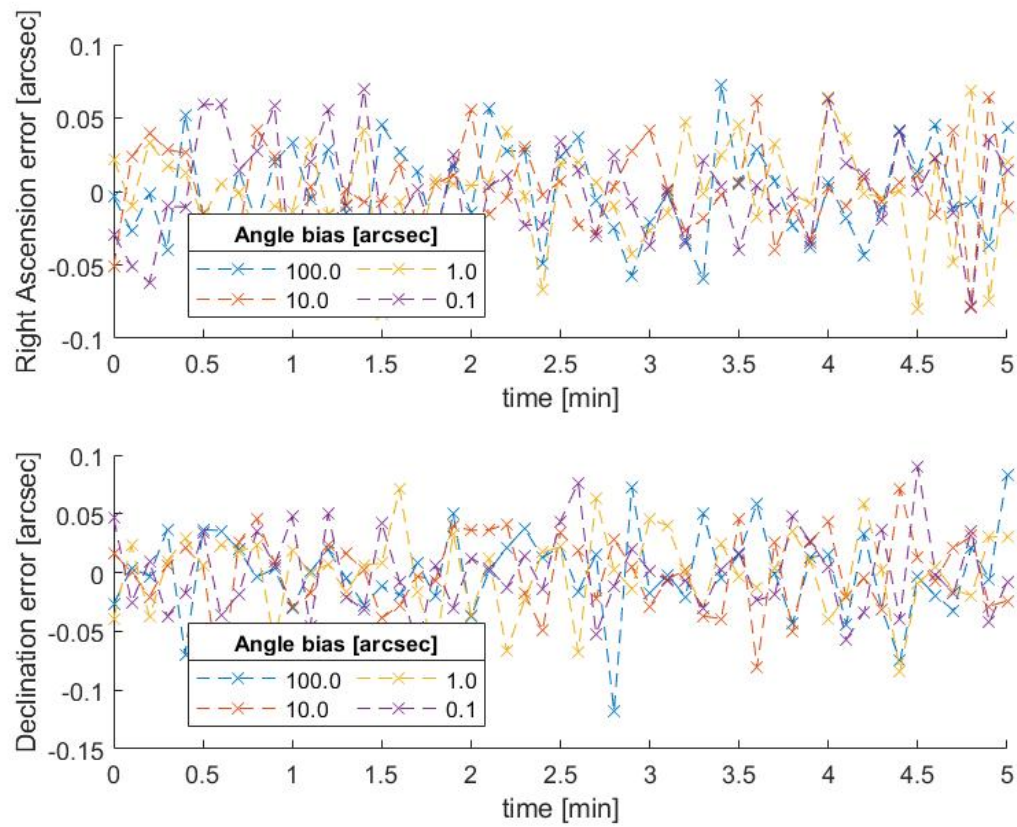 Right Ascension error [arcsec]
0.1
0.05
0
-0.05
-0.1
Angle bias [arcsec]
100.0 1.0
10.0 0.1
0 0.5 1 1.5 2 2.5 3 3.5 4 4.5 5
time [min]
Declination error [arcsec]
0.1
0.05
0
-0.05
-0.1
-0.15
Angle bias [arcsec]
100.0 1.0
10.0 0.1
0 0.5 1 1.5 2 2.5 3 3.5 4 4.5 5
time [min]